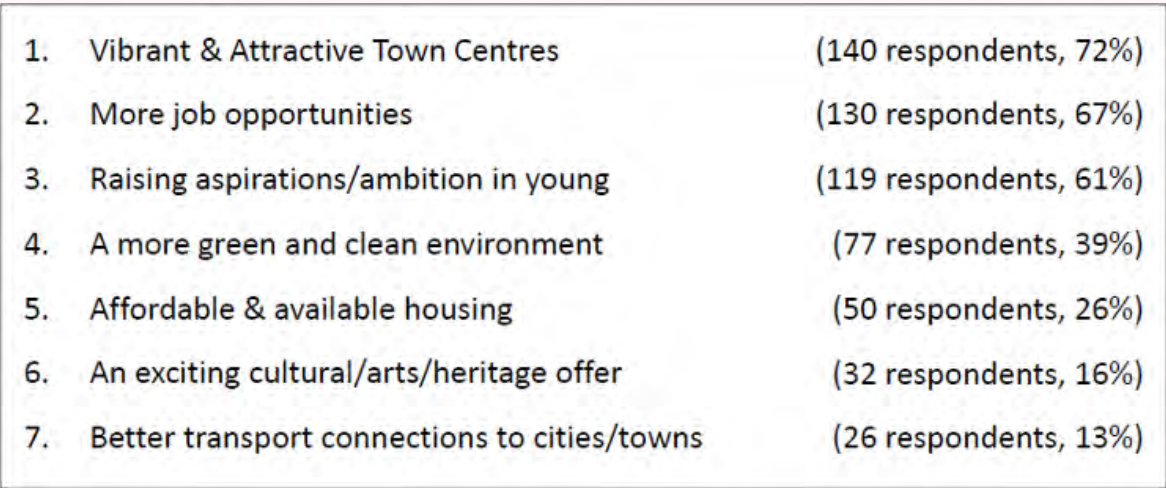 1. Vibrant & Attractive Town Centres (140 respondents, 72%)
2. More job opportunities (130 respondents, 67%)
3. Raising aspirations/ambition in young (119 respondents, 61%)
4. A more green and clean environment (77 respondents, 39%)
5. Affordable & available housing (50 respondents, 26%)
6. An exciting cultural/arts/heritage offer (32 respondents, 16%)
7. Better transport connections to cities/towns (26 respondents, 13%)